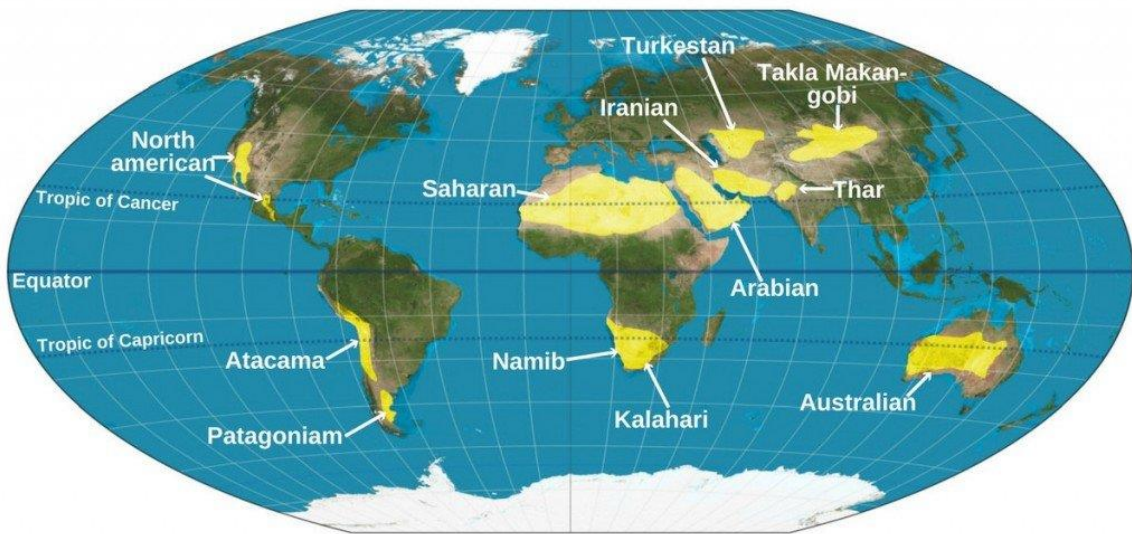 Turkestan
Takla Makan-
gobi
Iranian
North
american
Saharan
Thar
Tropic of Cancer
Equator
Arabian
Tropic of Capricorn
Atacama
Namib
Kalahari
Australian
Patagoniam